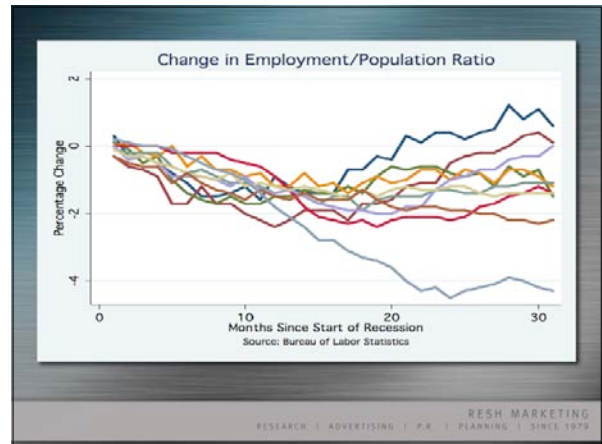 Change in Employment/Population Ratio
Percentage Change
2
0
-2
-4
0
10
20
30
Months Since Start of Recession
Source: Bureau of Labor Statistics
RESH MARKETING
RESEARCH | ADVERTISING | P.R. | PLANNING | SINCE 1979